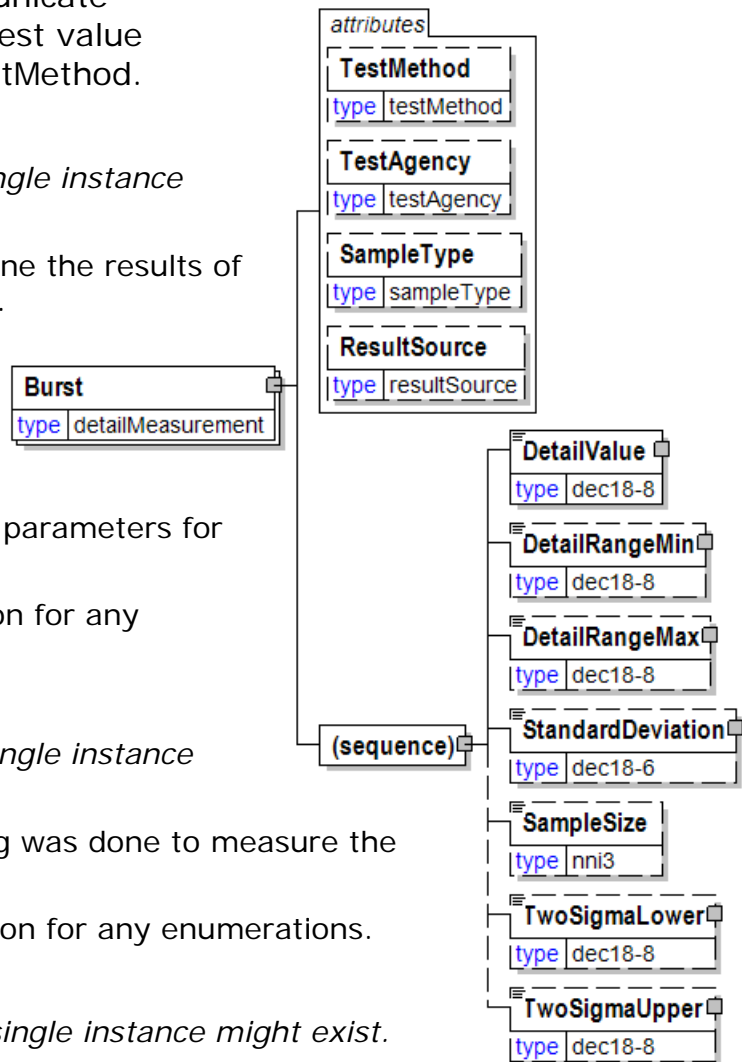 unicate
est value
tMethod.
ngle instance
ne the results of
.
parameters for
on for any
ngle instance
g was done to measure the
on for any enumerations.
single instance might exist.
attributes
TestMethod
type testMethod
TestAgency
type testAgency
SampleType
type sampleType
ResultSource
type resultSource
Burst
type detailMeasurement
(sequence)
DetailValue
type dec18-8
DetailRangeMin
type dec18-8
DetailRangeMax
type dec18-8
StandardDeviation
type dec18-6
SampleSize
type nni3
TwoSigmaLower
type dec18-8
TwoSigmaUpper
type dec18-8